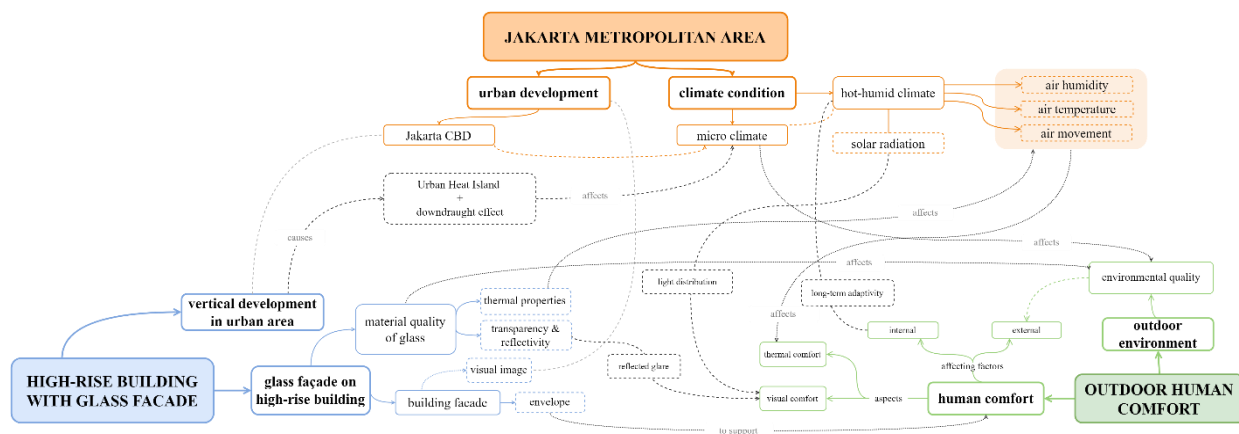 JAKARTA METROPOLITAN AREA
urban development
climate condition
hot-humid climate
air humidity
air temperature
air movement
Jakarta CBD
micro climate
solar radiation
Urban Heat Island
+
downdraught effect
affects
affects
causes
affects
affects
environmental quality
light distribution
long-term adaptivity
vertical development
in urban area
thermal properties
material quality
of glass
transparency &
reflectivity
affects
internal
external
outdoor
environment
thermal comfort
reflected glare
affecting factors
visual image
HIGH-RISE BUILDING
WITH GLASS FACADE
glass façade on
high-rise building
building facade
envelope
visual comfort
aspects
human comfort
OUTDOOR HUMAN
COMFORT
to support